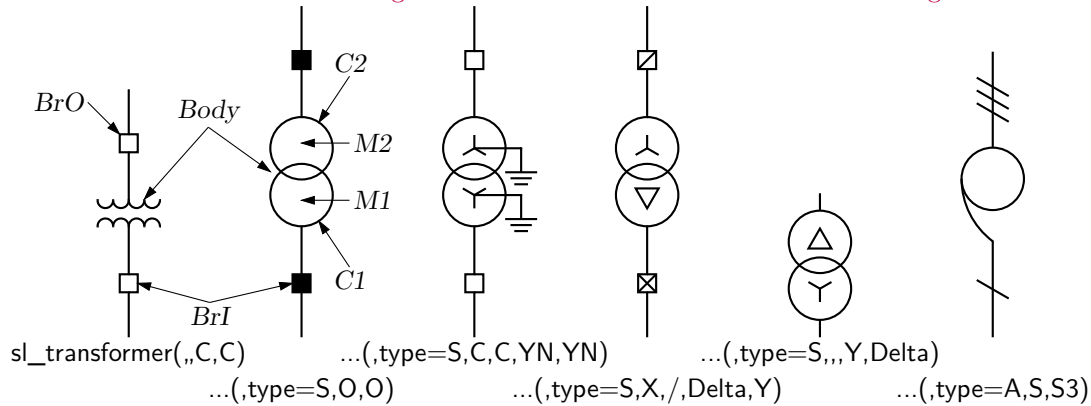 C2
BrO
Body
M2
M1
C1
BrI
sl_transformer(,,C,C)
...(,type=S,C,C,YN,YN)
...(,type=S,,,Y,Delta)
...(,type=S,O,O)
...(,type=S,X,/,Delta,Y)
...(,type=A,S,S3)